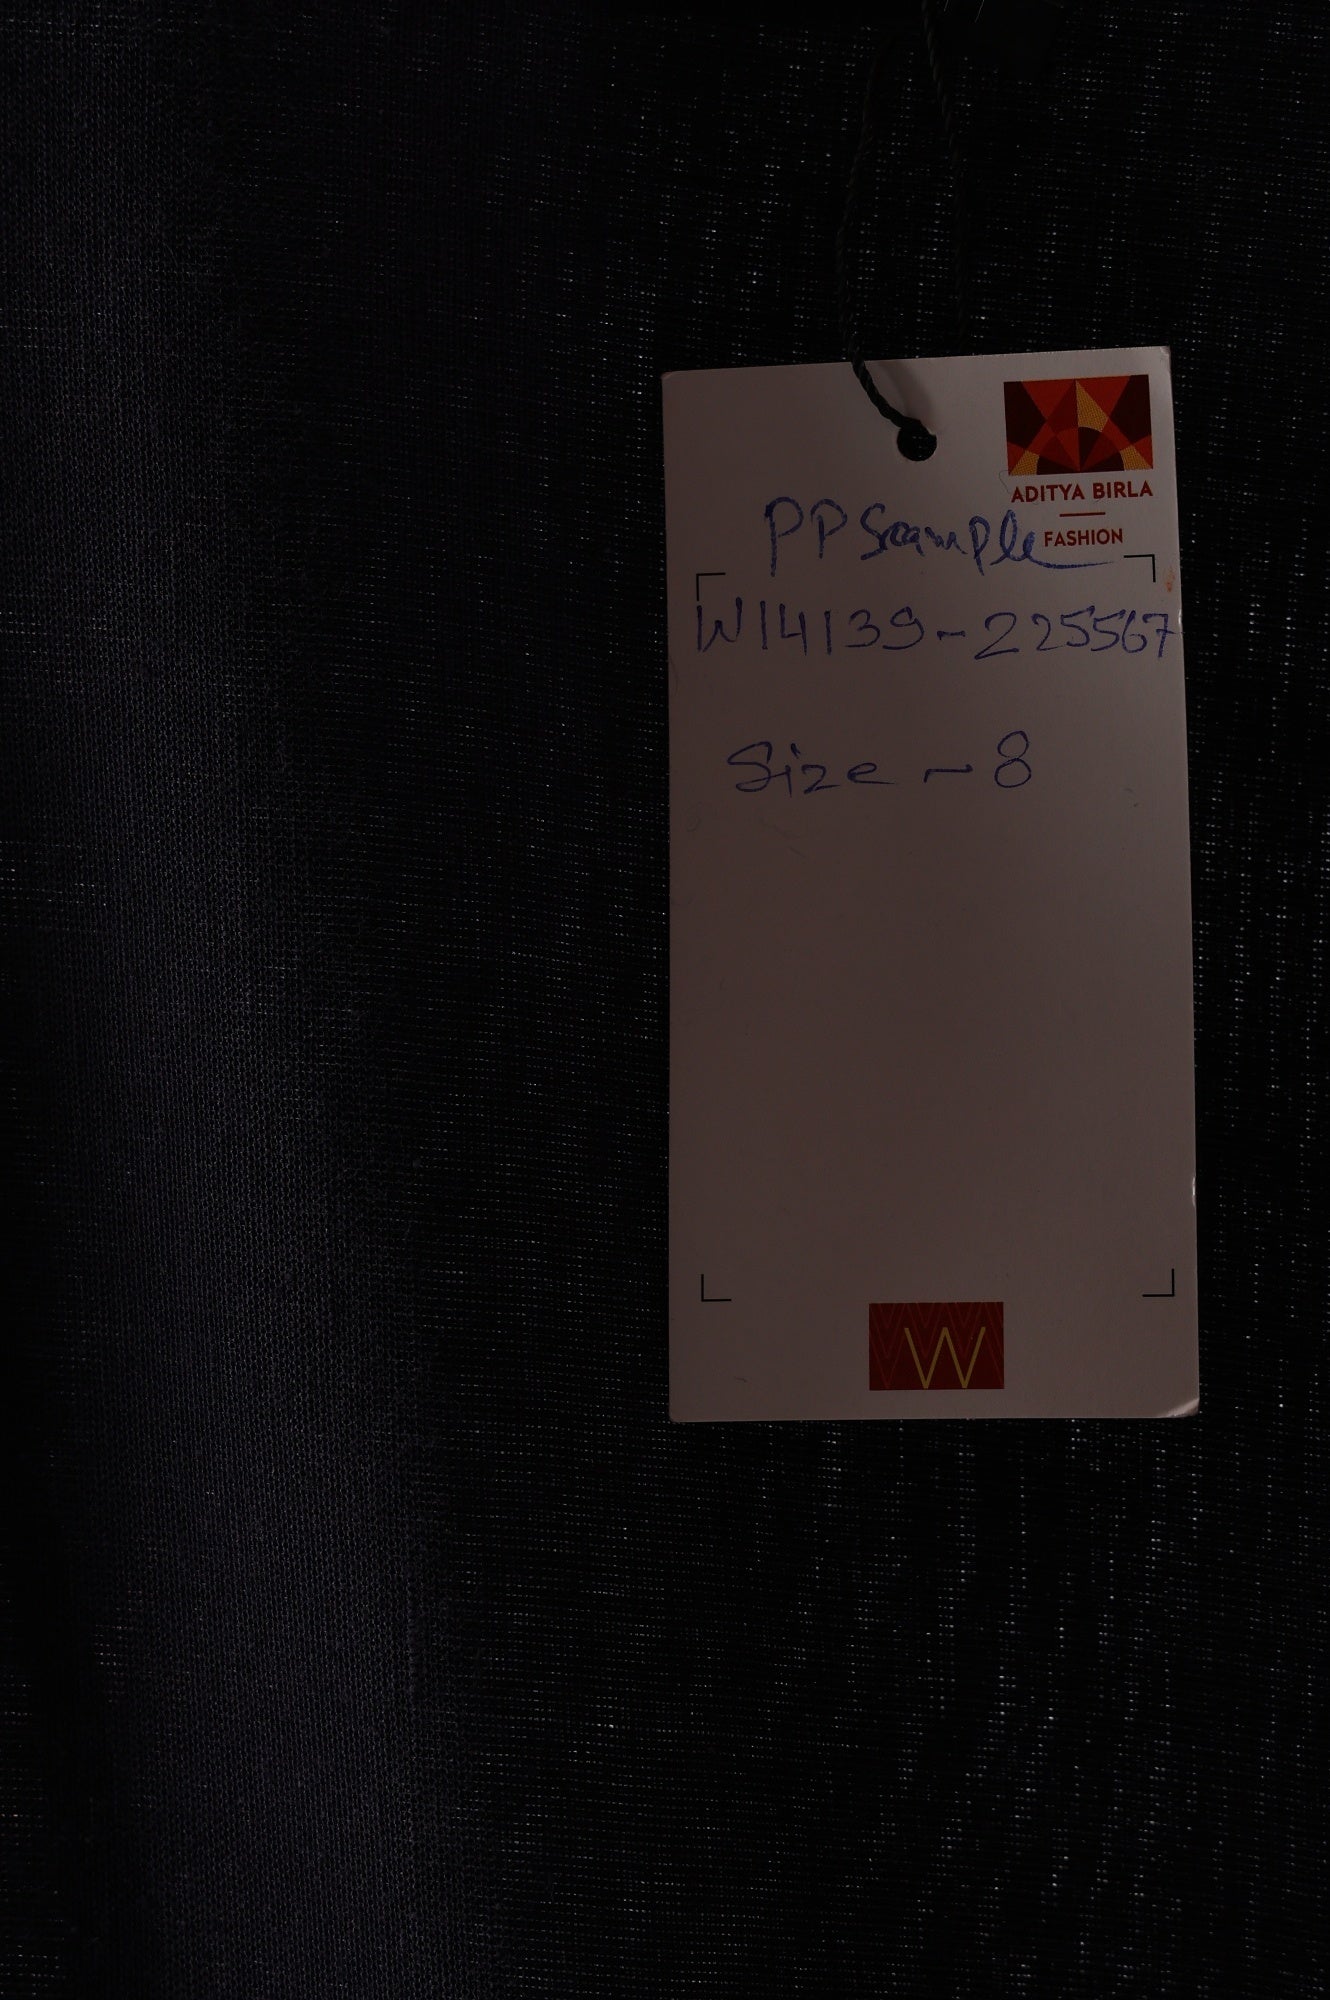 ADITYA BIRLA
FASHION
PP Sample
W14139-225567
Size - 8
W